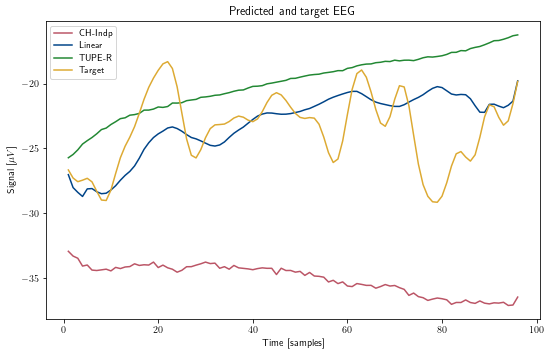 Predicted and target EEG
CH-Indp
Linear
TUPE-R
Target
Signal [μV]
−20
−25
−30
−35
0
20
40
60
80
100
Time [samples]